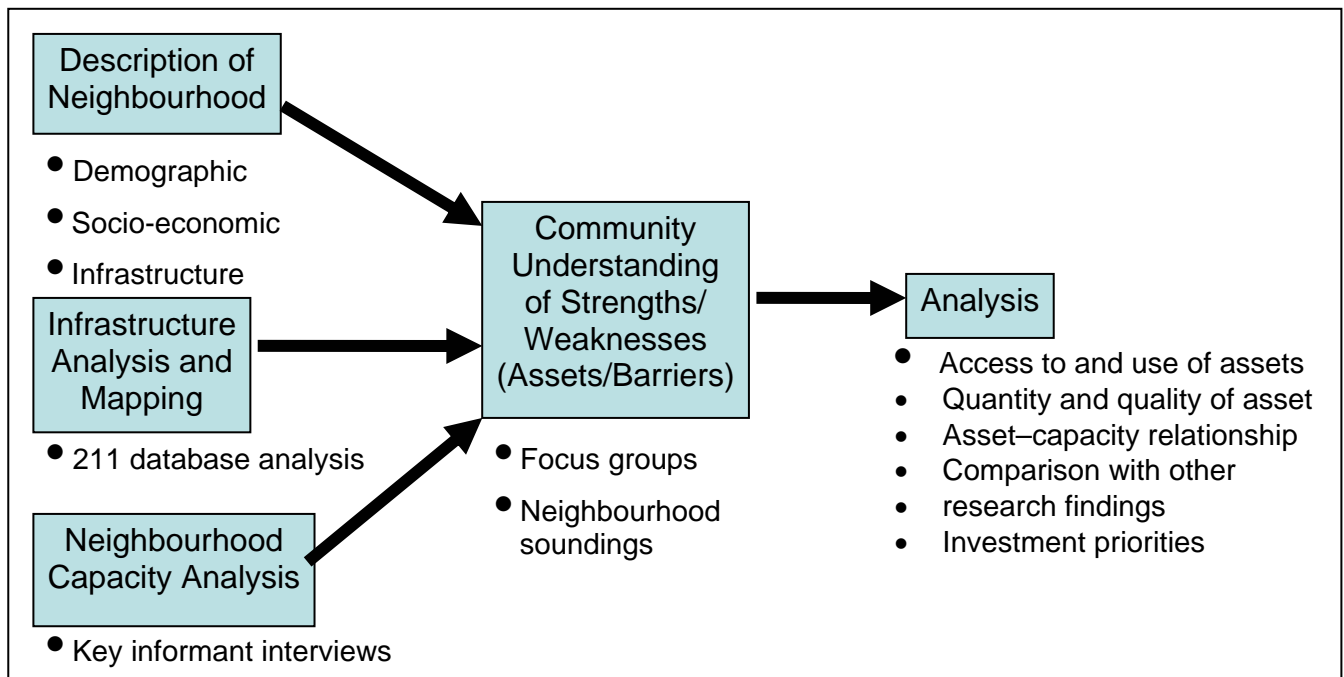 Description of
Neighbourhood
• Demographic
• Socio-economic
• Infrastructure
Infrastructure
Analysis and
Mapping
• 211 database analysis
Neighbourhood
Capacity Analysis
• Key informant interviews
Community
Understanding
of Strengths/
Weaknesses
(Assets/Barriers)
• Focus groups
• Neighbourhood
soundings
Analysis
• Access to and use of assets
• Quantity and quality of asset
• Asset–capacity relationship
• Comparison with other
• research findings
• Investment priorities